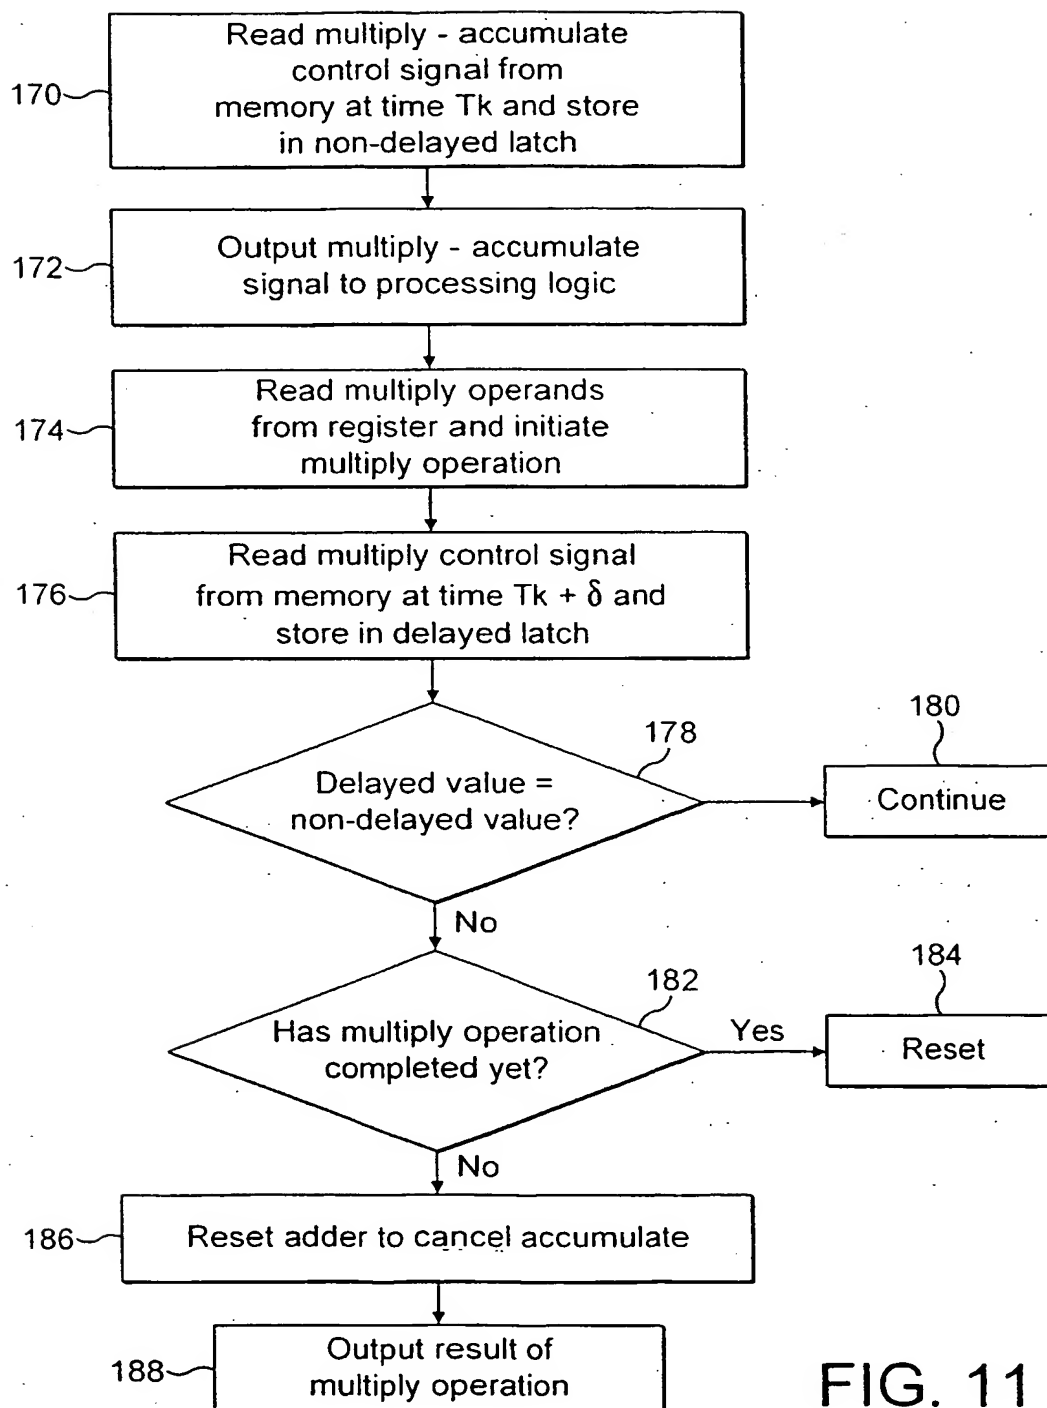 Read multiply - accumulate
control signal from
memory at time Tk and store
in non-delayed latch
170
Output multiply - accumulate
signal to processing logic
172
Read multiply operands
from register and initiate
multiply operation
174
Read multiply control signal
from memory at time Tk + δ and
store in delayed latch
176
Delayed value =
non-delayed value?
178
180
Continue
No
Has multiply operation
completed yet?
182
Yes
184
Reset
No
186
Reset adder to cancel accumulate
188
Output result of
multiply operation
FIG. 11